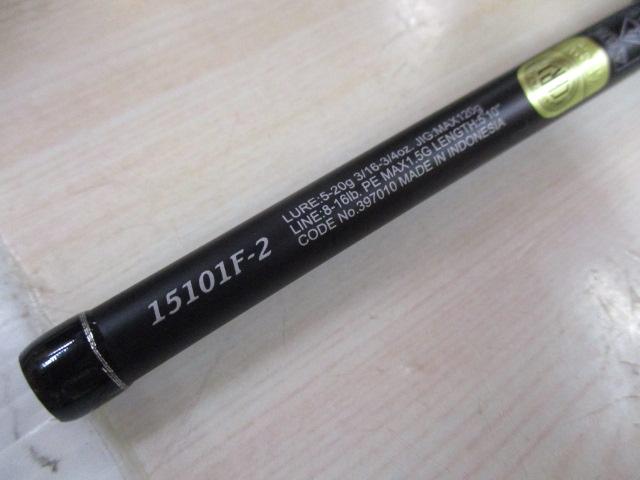 15101F-2
LURE:5-20g 3/16-3/4oz. JIG:MAX120g
LINE:8-16lb. PE MAX1.5G LENGTH:5'10"
CODE No.397010 MADE IN INDONESIA